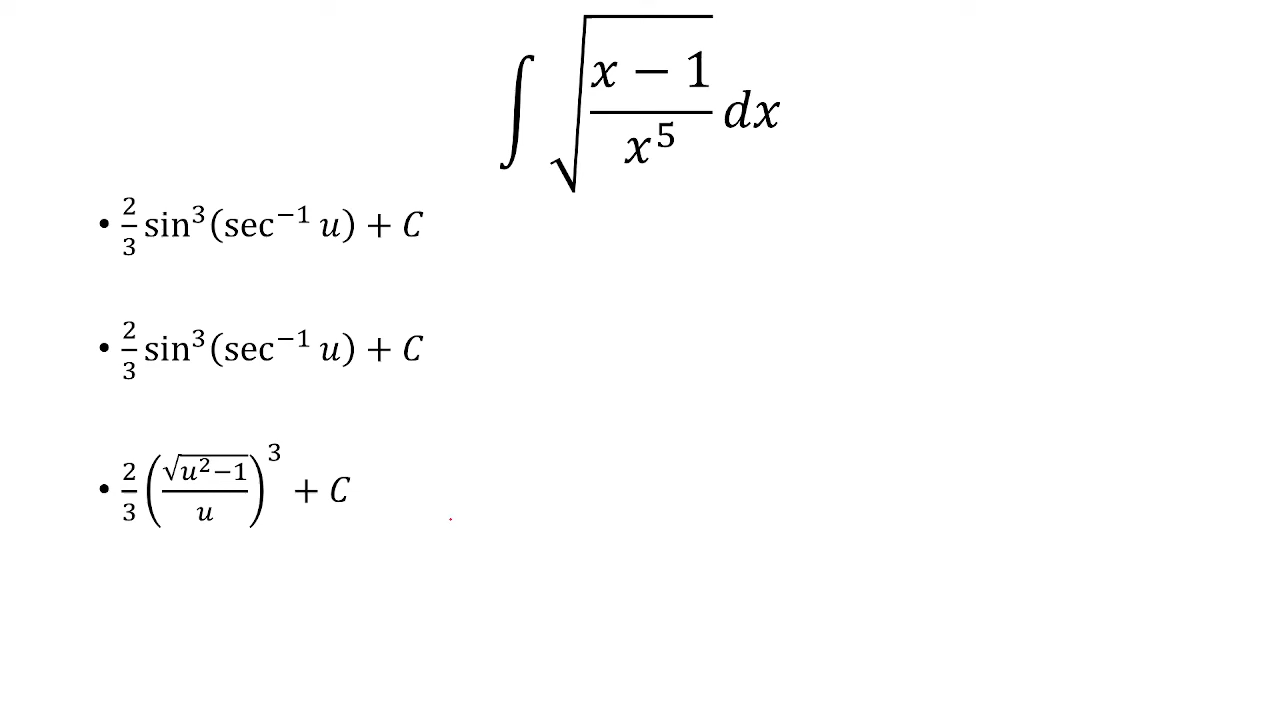 ∫ √((x − 1)/x⁵) dx
• 2/3 sin³(sec⁻¹ u) + C
• 2/3 sin³(sec⁻¹ u) + C
• 2/3 (√(u²−1)/u)³ + C